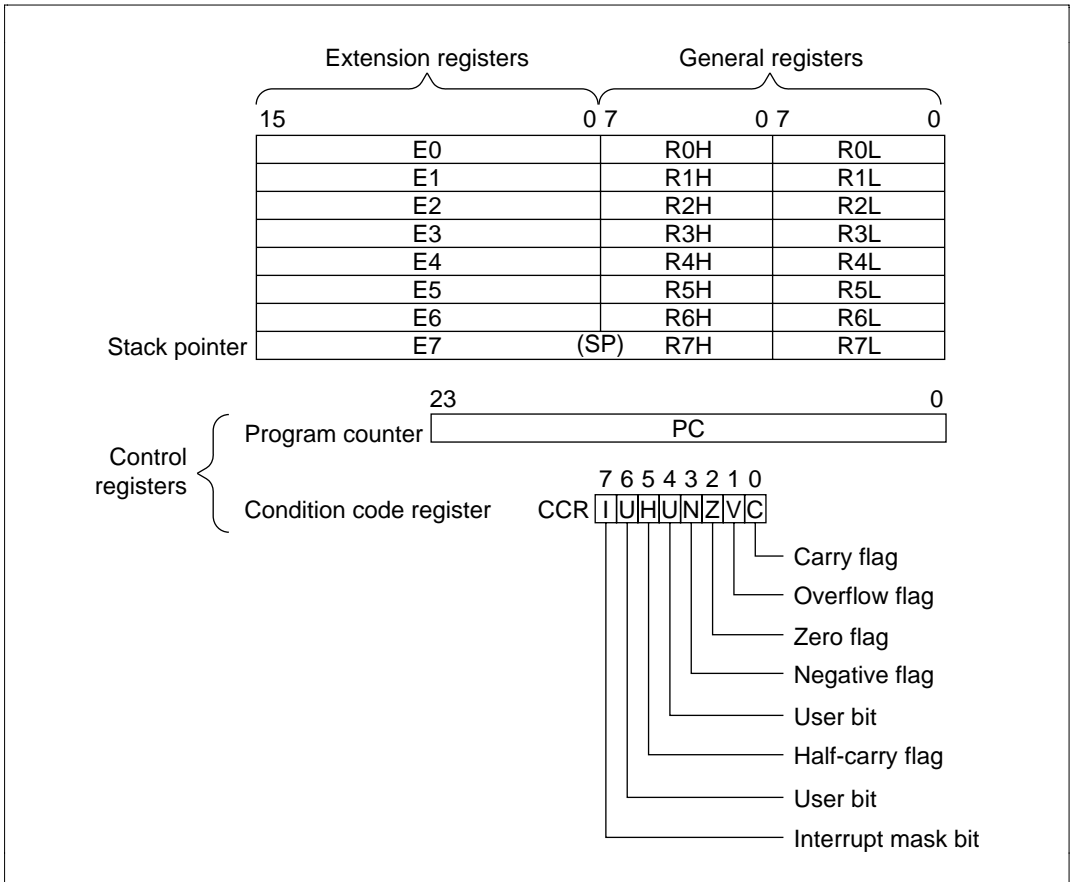 Extension registers General registers
15 0 7 0 7 0
E0 R0H R0L
E1 R1H R1L
E2 R2H R2L
E3 R3H R3L
E4 R4H R4L
E5 R5H R5L
E6 R6H R6L
Stack pointer E7 (SP) R7H R7L
23 0
Program counter PC
Control
registers
7 6 5 4 3 2 1 0
Condition code register CCR I U H U N Z V C
Carry flag
Overflow flag
Zero flag
Negative flag
User bit
Half-carry flag
User bit
Interrupt mask bit